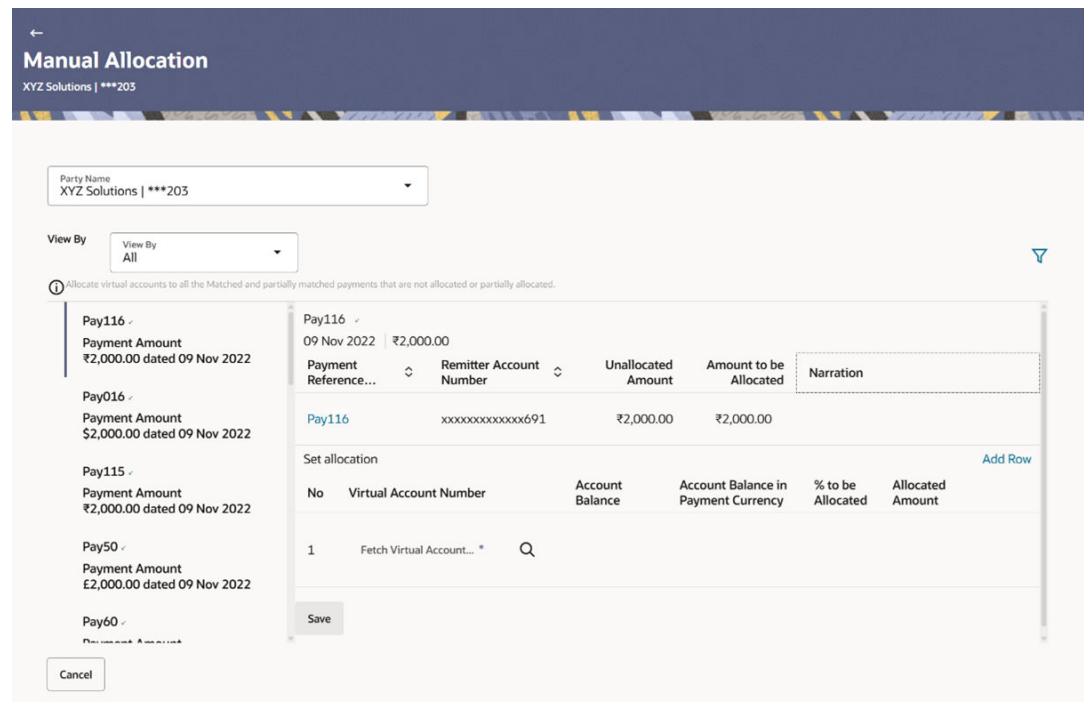 ←
Manual Allocation
XYZ Solutions | ***203
Party Name
XYZ Solutions | ***203
View By
View By
All
Allocate virtual accounts to all the Matched and partially matched payments that are not allocated or partially allocated.
Pay116
Payment Amount
₹2,000.00 dated 09 Nov 2022
Pay016
Payment Amount
$2,000.00 dated 09 Nov 2022
Pay115
Payment Amount
₹2,000.00 dated 09 Nov 2022
Pay50
Payment Amount
£2,000.00 dated 09 Nov 2022
Pay60
Payment Amount
Pay116
09 Nov 2022 | ₹2,000.00
Payment Remitter Account Unallocated Amount to be Narration
Reference... Number Amount Allocated
Pay116 xxxxxxxxxxxxx691 ₹2,000.00 ₹2,000.00
Set allocation Add Row
No Virtual Account Number Account Account Balance in % to be Allocated
Balance Payment Currency Allocated Amount
1 Fetch Virtual Account... *
Save
Cancel